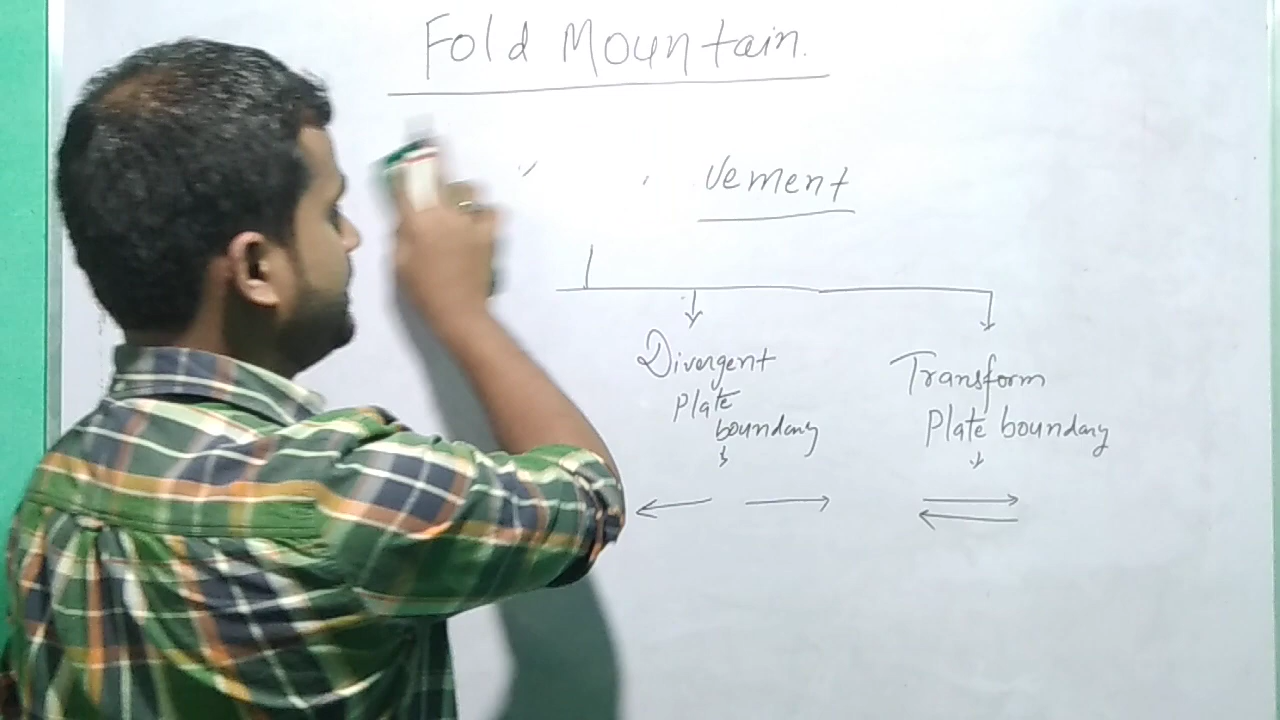 Fold Mountain.
vement
Divergent
Plate
boundary
Transform
Plate boundary